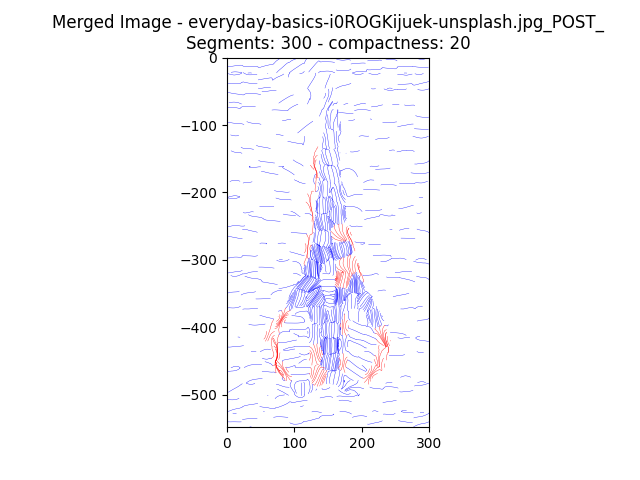 Merged Image - everyday-basics-i0ROGKijuek-unsplash.jpg_POST_
Segments: 300 - compactness: 20
0
−100
−200
−300
−400
−500
0 100 200 300